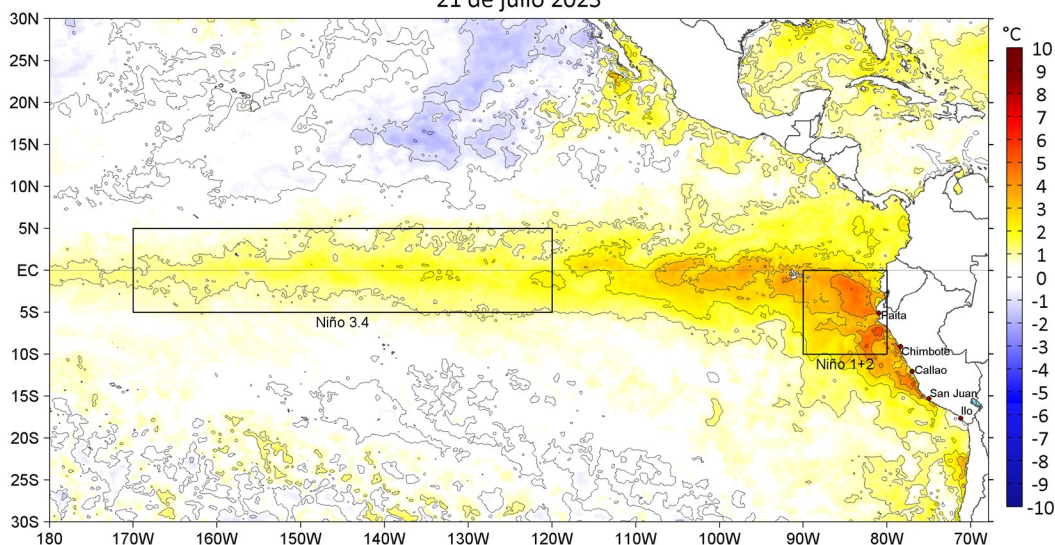 21 de julio 2023
°C
30N
25N
20N
15N
10N
5N
EC
5S
10S
15S
20S
25S
30S
Niño 3.4
Niño 1+2
Paita
Chimbote
Callao
San Juan
Ilo
10
9
8
7
6
5
4
3
2
1
0
-1
-2
-3
-4
-5
-6
-7
-8
-9
-10
180 170W 160W 150W 140W 130W 120W 110W 100W 90W 80W 70W